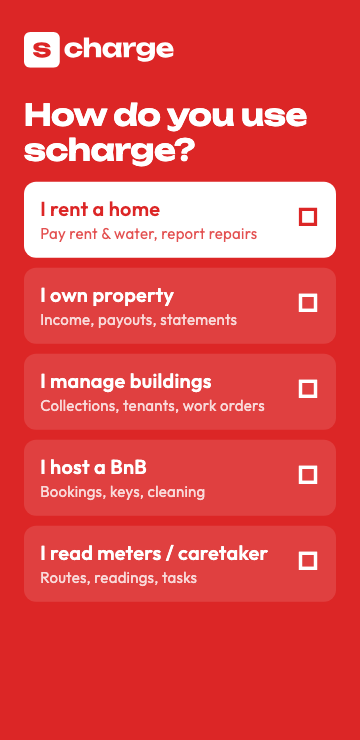 s charge
How do you use
scharge?
I rent a home
Pay rent & water, report repairs
I own property
Income, payouts, statements
I manage buildings
Collections, tenants, work orders
I host a BnB
Bookings, keys, cleaning
I read meters / caretaker
Routes, readings, tasks